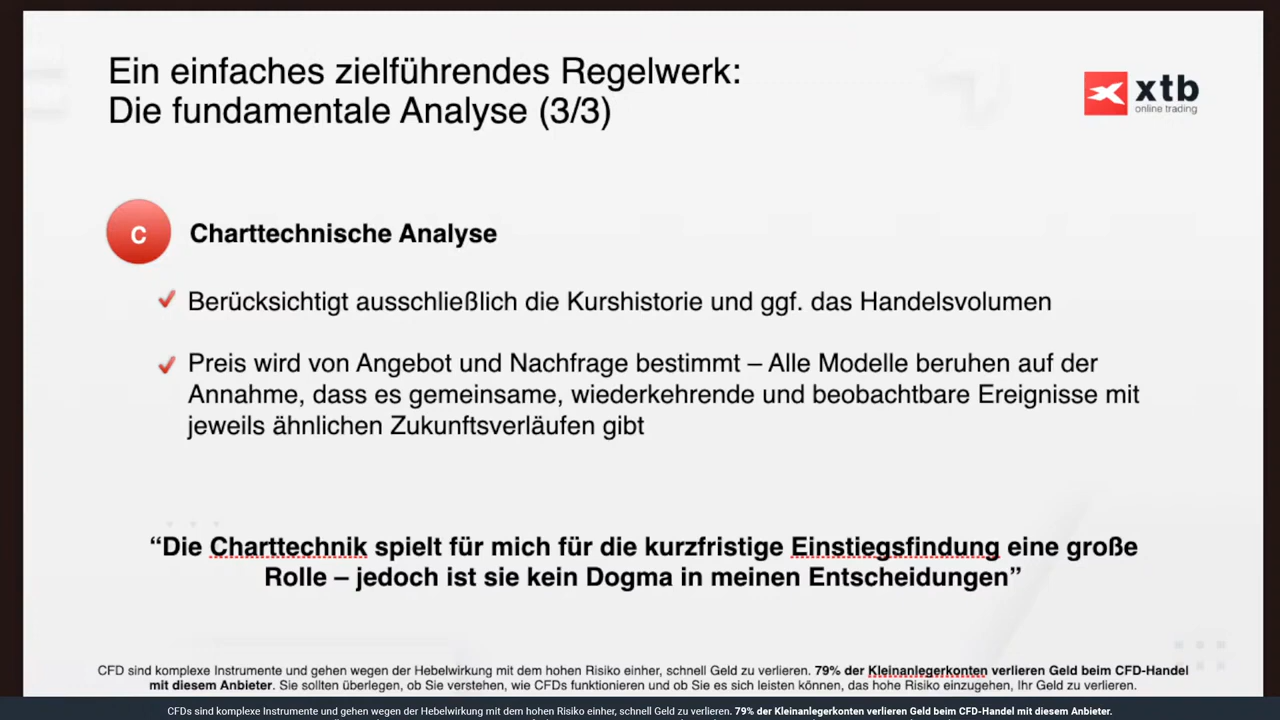 Ein einfaches zielführendes Regelwerk:
Die fundamentale Analyse (3/3)
xtb
online trading
C
Charttechnische Analyse
Berücksichtigt ausschließlich die Kurshistorie und ggf. das Handelsvolumen
Preis wird von Angebot und Nachfrage bestimmt – Alle Modelle beruhen auf der
Annahme, dass es gemeinsame, wiederkehrende und beobachtbare Ereignisse mit
jeweils ähnlichen Zukunftsverläufen gibt
“Die Charttechnik spielt für mich für die kurzfristige Einstiegsfindung eine große
Rolle – jedoch ist sie kein Dogma in meinen Entscheidungen”
CFD sind komplexe Instrumente und gehen wegen der Hebelwirkung mit dem hohen Risiko einher, schnell Geld zu verlieren. 79% der Kleinanlegerkonten verlieren Geld beim CFD-Handel
mit diesem Anbieter. Sie sollten überlegen, ob Sie verstehen, wie CFDs funktionieren und ob Sie es sich leisten können, das hohe Risiko einzugehen, Ihr Geld zu verlieren.
CFDs sind komplexe Instrumente und gehen wegen der Hebelwirkung mit dem hohen Risiko einher, schnell Geld zu verlieren. 79% der Kleinanlegerkonten verlieren Geld beim CFD-Handel mit diesem Anbieter.